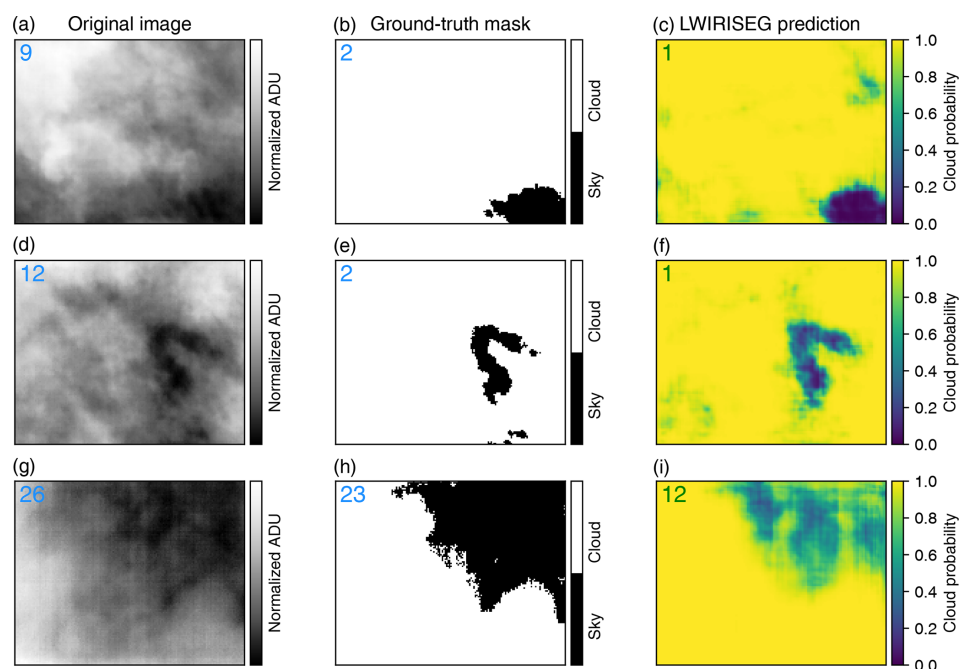 (a) Original image (b) Ground-truth mask (c) LWIRISEG prediction
9
Normalized ADU
2
Cloud
Sky
1
1.0
0.8
0.6
0.4
0.2
0.0
Cloud probability
(d) (e) (f)
12
Normalized ADU
2
Cloud
Sky
1
1.0
0.8
0.6
0.4
0.2
0.0
Cloud probability
(g) (h) (i)
26
Normalized ADU
23
Cloud
Sky
12
1.0
0.8
0.6
0.4
0.2
0.0
Cloud probability